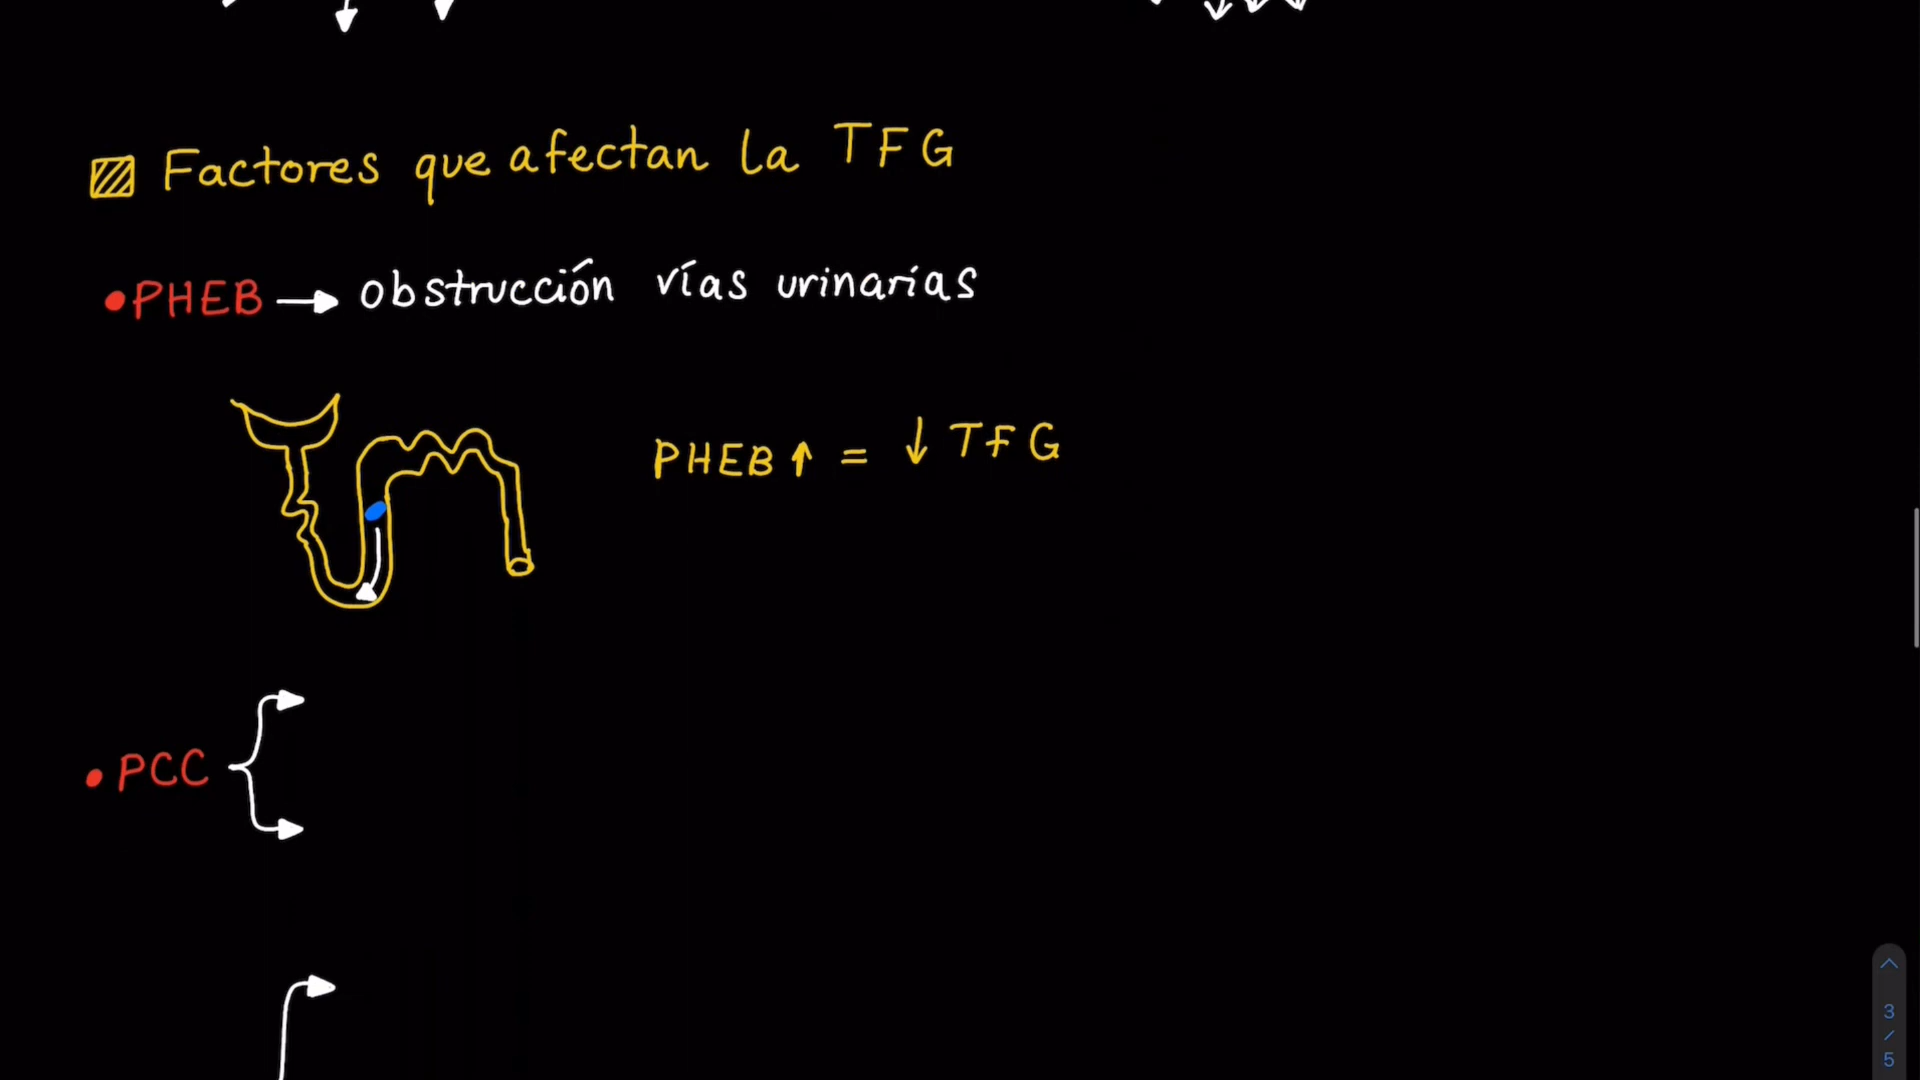 Factores que afectan la TFG
•PHEB → obstrucción vías urinarias
PHEB ↑ = ↓ TFG
• PCC
3
/
5